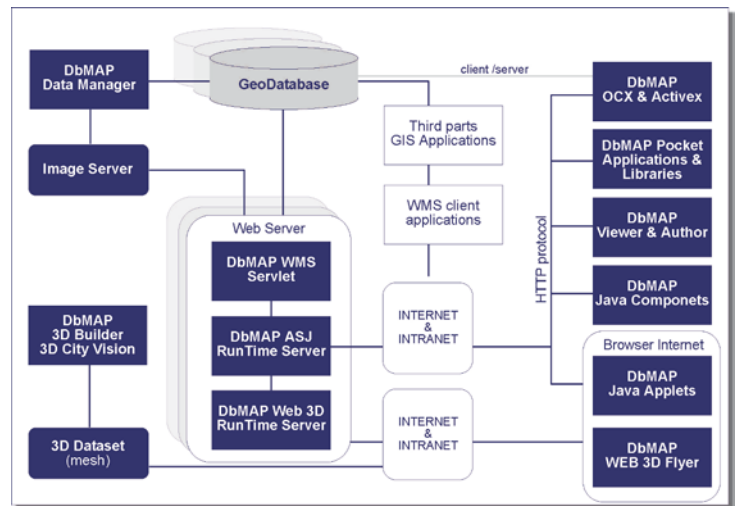 DbMAP
Data Manager
GeoDatabase
client /server
DbMAP
OCX & Activex
Third parts
GIS Applications
DbMAP Pocket
Applications &
Libraries
Image Server
WMS client
applications
Web Server
DbMAP
Viewer & Author
DbMAP WMS
Servlet
HTTP protocol
DbMAP
Java Componets
DbMAP
3D Builder
3D City Vision
DbMAP ASJ
RunTime Server
INTERNET
&
INTRANET
Browser Internet
DbMAP
Java Applets
DbMAP Web 3D
RunTime Server
INTERNET
&
INTRANET
3D Dataset
(mesh)
DbMAP
WEB 3D Flyer